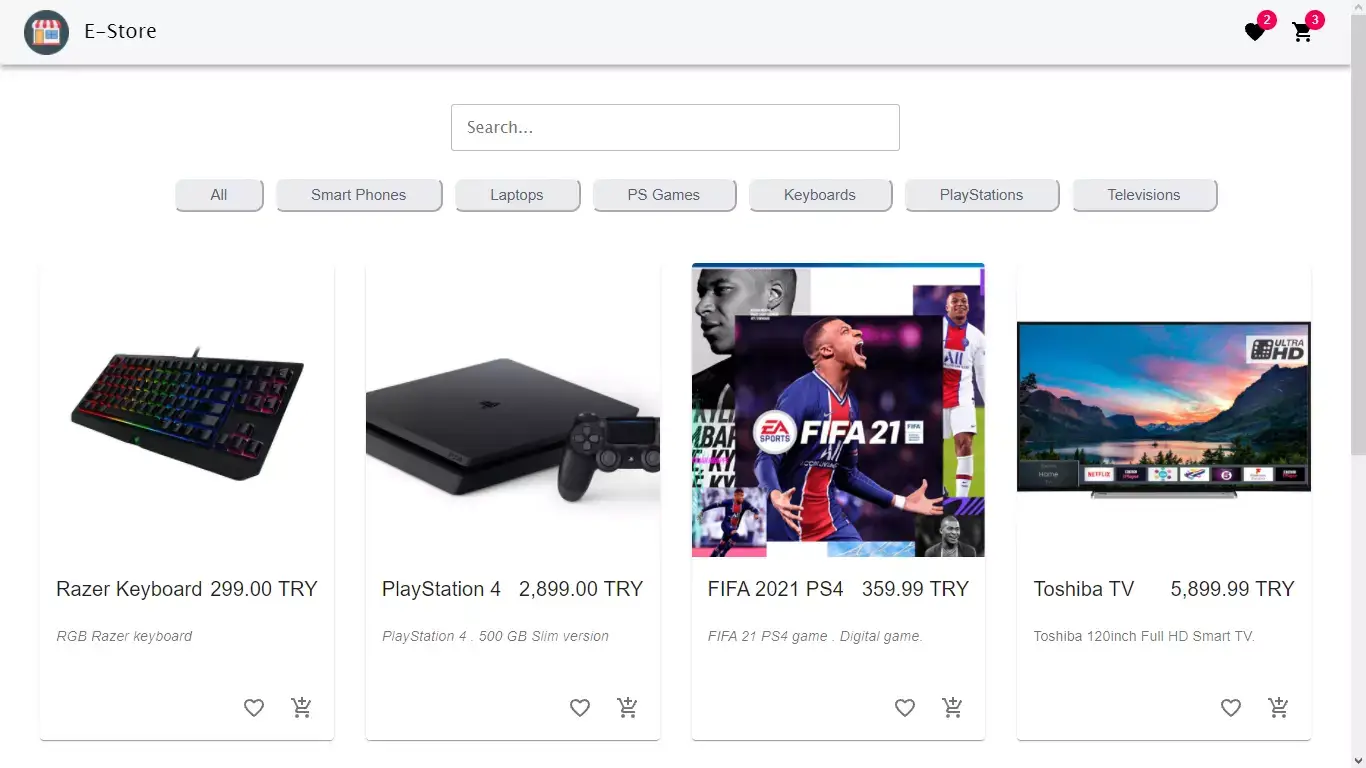 E-Store
2
3
Search...
All
Smart Phones
Laptops
PS Games
Keyboards
PlayStations
Televisions
EA
SPORTS
FIFA 21
FIFA
ULTRA
HD
Home
NETFLIX
Razer Keyboard 299.00 TRY
RGB Razer keyboard
PlayStation 4 2,899.00 TRY
PlayStation 4 . 500 GB Slim version
FIFA 2021 PS4 359.99 TRY
FIFA 21 PS4 game . Digital game.
Toshiba TV 5,899.99 TRY
Toshiba 120inch Full HD Smart TV.